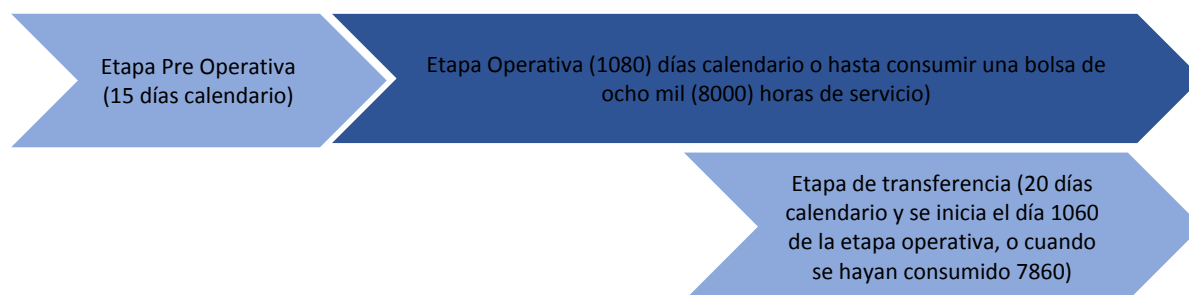 Etapa Pre Operativa
(15 días calendario)
Etapa Operativa (1080) días calendario o hasta consumir una bolsa de
ocho mil (8000) horas de servicio)
Etapa de transferencia (20 días
calendario y se inicia el día 1060
de la etapa operativa, o cuando
se hayan consumido 7860)